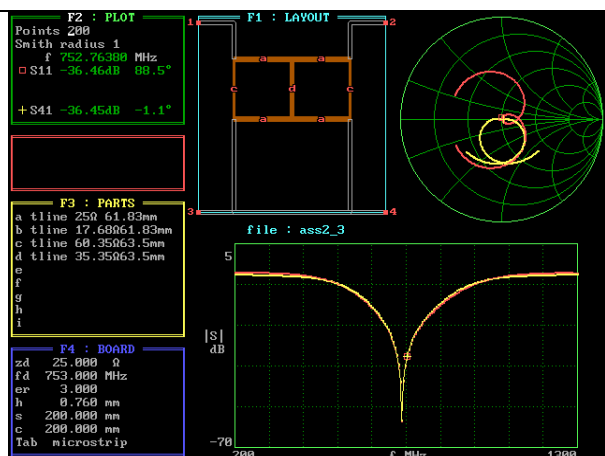 F2 : PLOT
Points 200
Smith radius 1
f 752.76380 MHz
S11 -36.46dB 88.5°
S41 -36.45dB -1.1°
F3 : PARTS
a tline 25Ω 61.83mm
b tline 17.68Ω61.83mm
c tline 60.35Ω63.5mm
d tline 35.35Ω63.5mm
e
f
g
h
i
F4 : BOARD
zd 25.000 Ω
fd 753.000 MHz
er 3.000
h 0.760 mm
s 200.000 mm
c 200.000 mm
Tab microstrip
F1 : LAYOUT
1 2
a a
c d c
a a
3 4
file : ass2_3
5
|S|
dB
-70
200 f MHz 1300